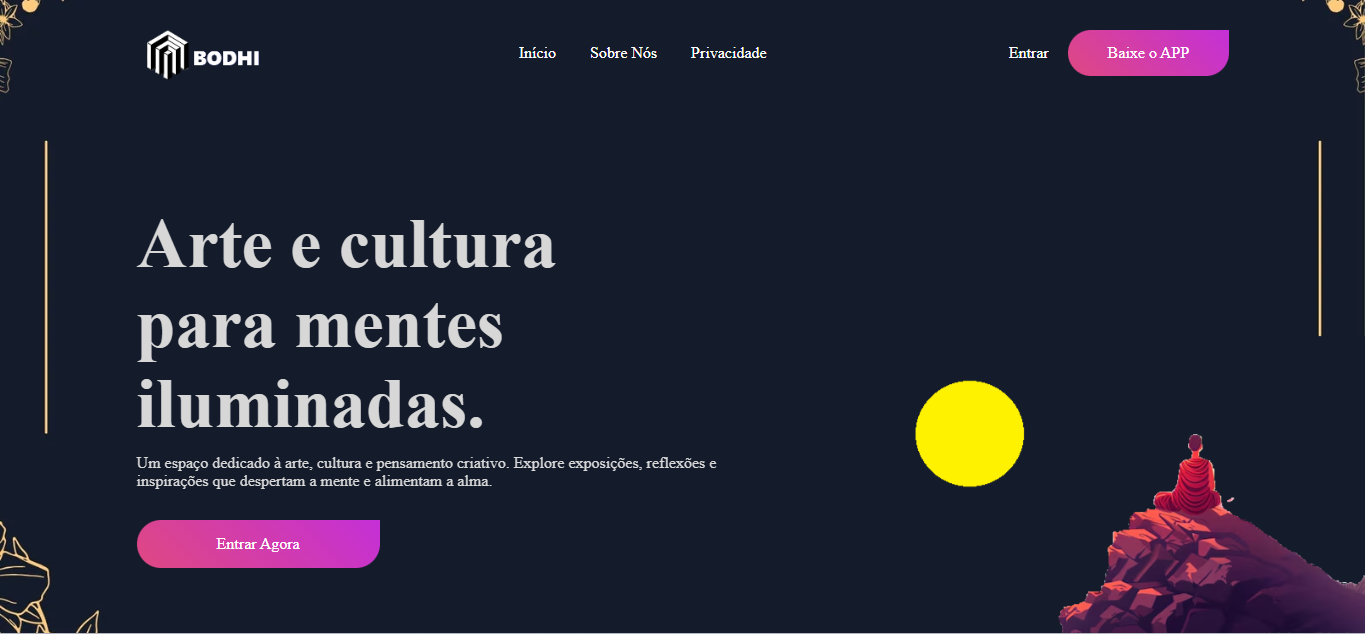 BODHI
Início
Sobre Nós
Privacidade
Entrar
Baixe o APP
Arte e cultura
para mentes
iluminadas.
Um espaço dedicado à arte, cultura e pensamento criativo. Explore exposições, reflexões e
inspirações que despertam a mente e alimentam a alma.
Entrar Agora